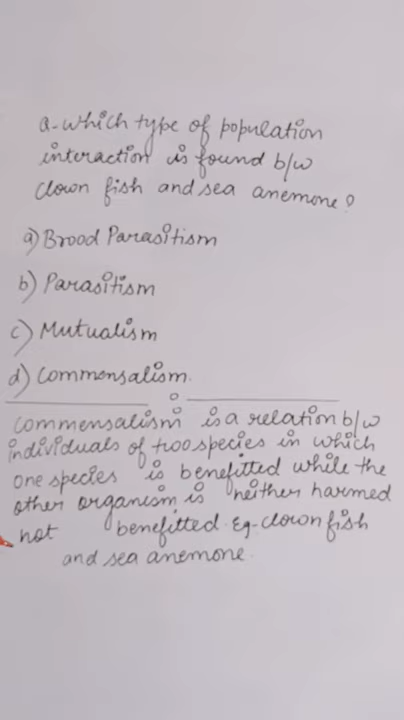 Q-which type of population
interaction is found b/w
clown fish and sea anemone?
a) Brood Parasitism
b) Parasitism
c) Mutualism
d) Commonsalism
commensalism is a relation b/w
individuals of two species in which
one species is benefitted while the
other organism is neither harmed
not benefitted. Eg- clown fish
and sea anemone.